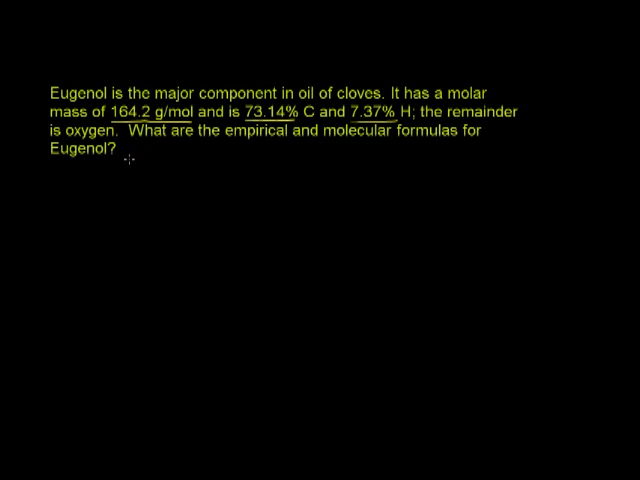 Eugenol is the major component in oil of cloves. It has a molar
mass of 164.2 g/mol and is 73.14% C and 7.37% H; the remainder
is oxygen. What are the empirical and molecular formulas for
Eugenol?